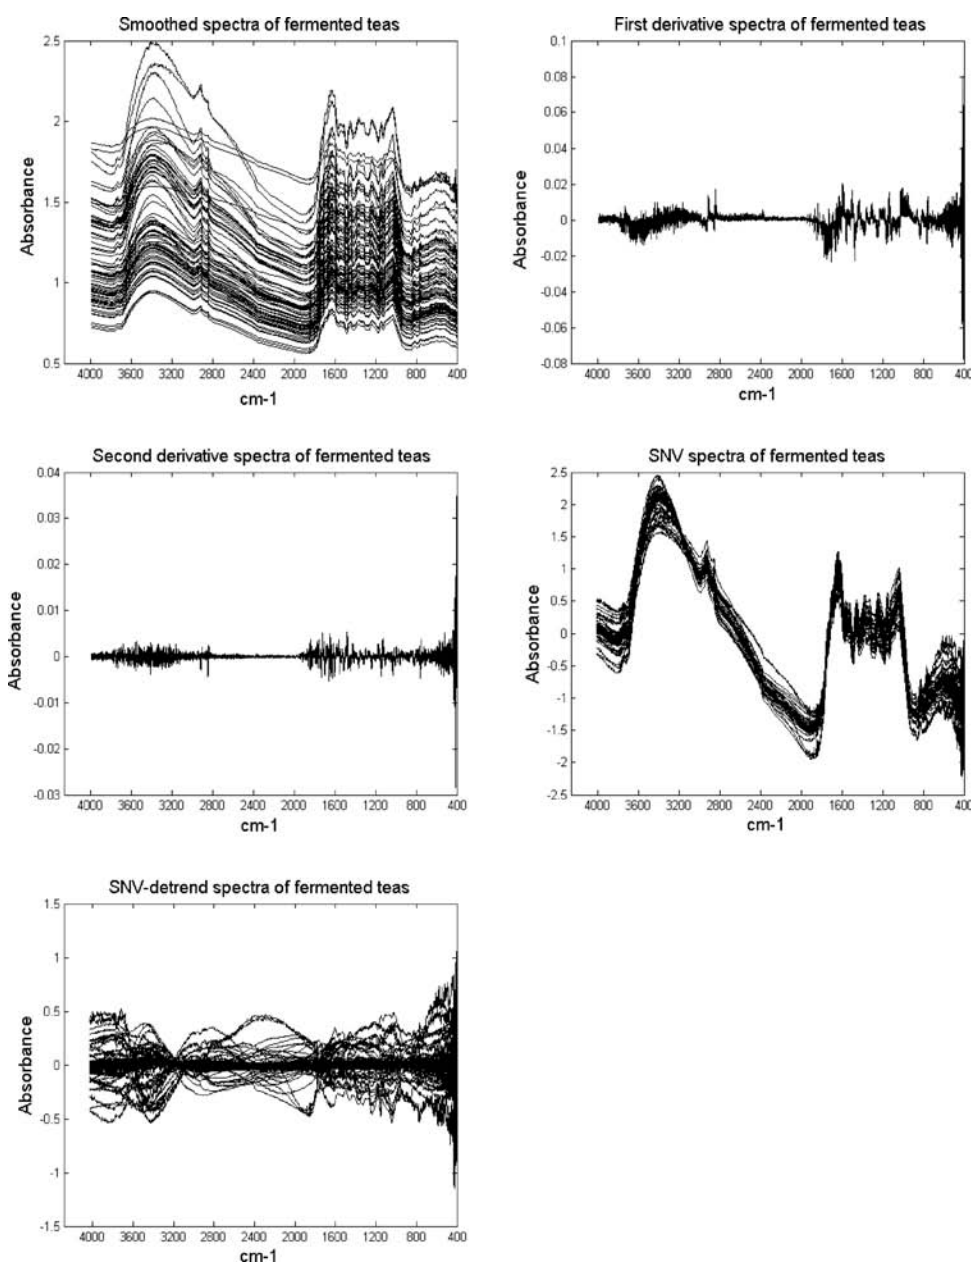 Smoothed spectra of fermented teas
2.5
2
1.5
1
0.5
Absorbance
4000 3600 3200 2800 2400 2000 1600 1200 800 400
cm-1
First derivative spectra of fermented teas
0.1
0.08
0.06
0.04
0.02
0
-0.02
-0.04
-0.06
-0.08
Absorbance
4000 3600 3200 2800 2400 2000 1600 1200 800 400
cm-1
Second derivative spectra of fermented teas
0.04
0.03
0.02
0.01
0
-0.01
-0.02
-0.03
Absorbance
4000 3600 3200 2800 2400 2000 1600 1200 800 400
cm-1
SNV spectra of fermented teas
2.5
2
1.5
1
0.5
0
-0.5
-1
-1.5
-2
-2.5
Absorbance
4000 3600 3200 2800 2400 2000 1600 1200 800 400
cm-1
SNV-detrend spectra of fermented teas
1.5
1
0.5
0
-0.5
-1
-1.5
Absorbance
4000 3600 3200 2800 2400 2000 1600 1200 800 400
cm-1